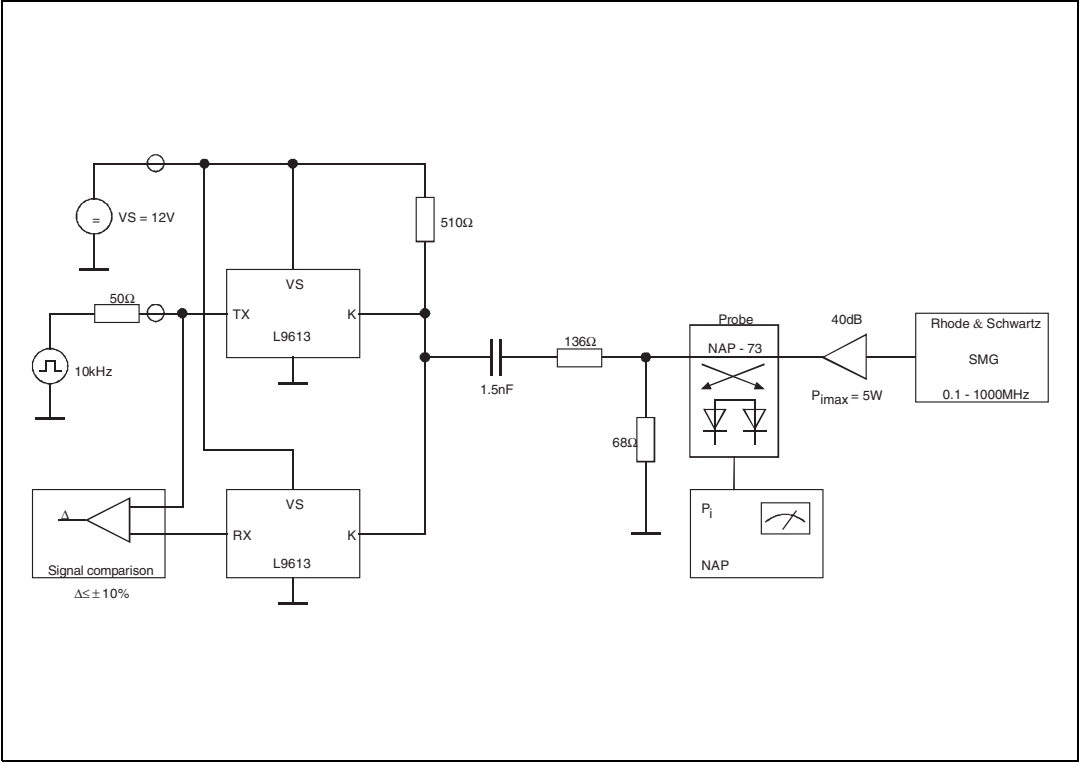 =
VS = 12V
510Ω
50Ω
10kHz
VS
TX
K
L9613
1.5nF
136Ω
68Ω
Probe
NAP - 73
40dB
Pimax = 5W
Rhode & Schwartz
SMG
0.1 - 1000MHz
Pi
NAP
Δ
Signal comparison
Δ≤ ± 10%
VS
RX
K
L9613